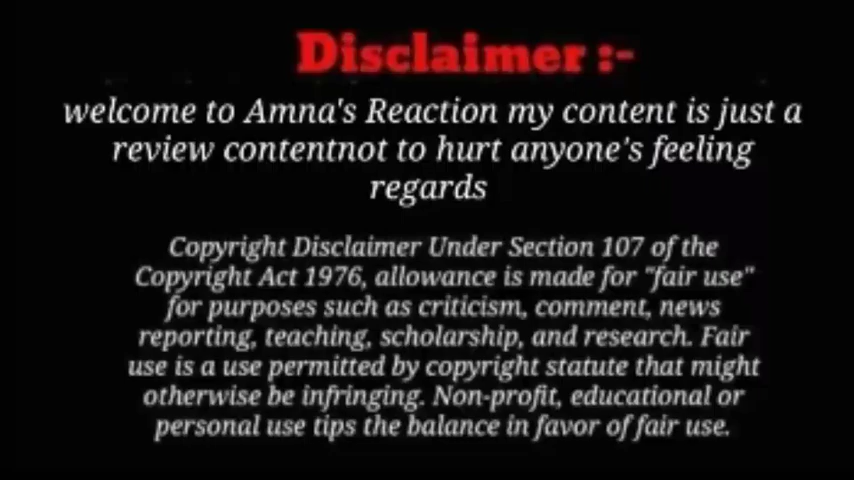 Disclaimer :-
welcome to Amna's Reaction my content is just a
review contentnot to hurt anyone's feeling
regards
Copyright Disclaimer Under Section 107 of the
Copyright Act 1976, allowance is made for "fair use"
for purposes such as criticism, comment, news
reporting, teaching, scholarship, and research. Fair
use is a use permitted by copyright statute that might
otherwise be infringing. Non-profit, educational or
personal use tips the balance in favor of fair use.